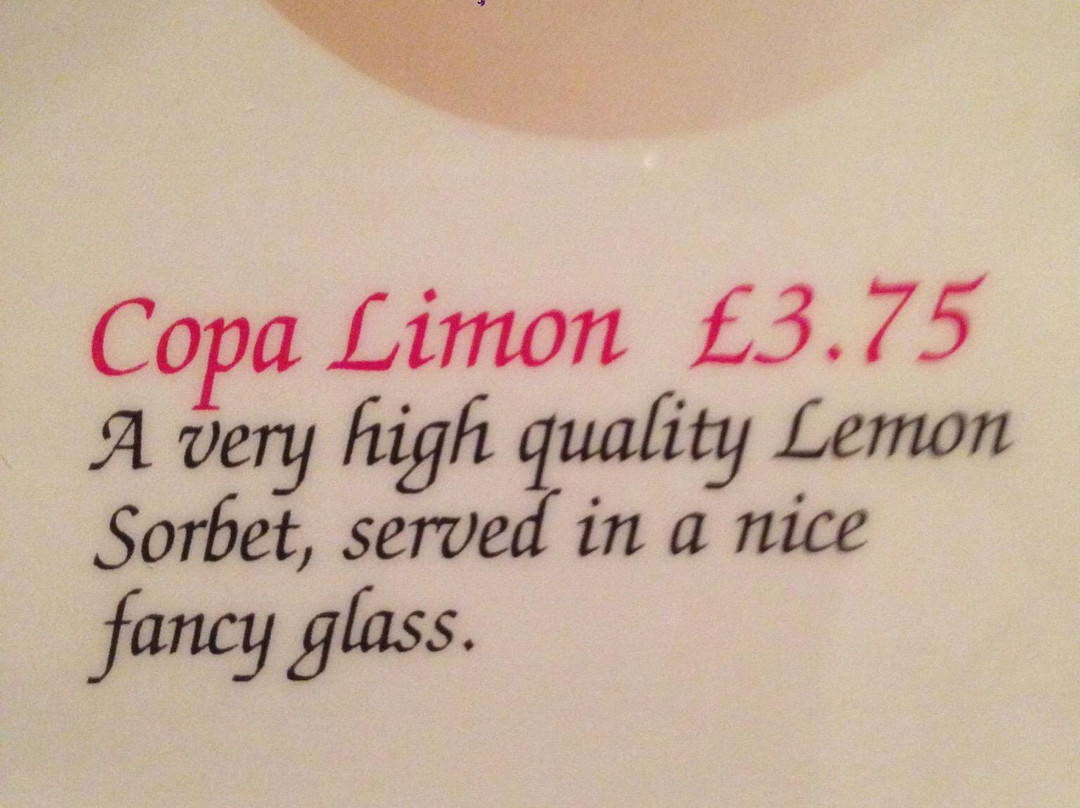 Copa Limon £3.75
A very high quality Lemon
Sorbet, served in a nice
fancy glass.